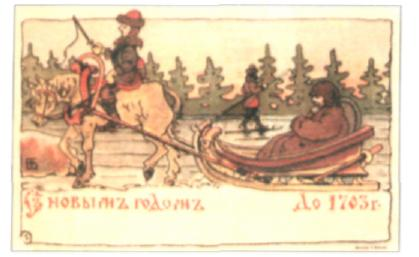 С новымъ годомъ До 1703 г.